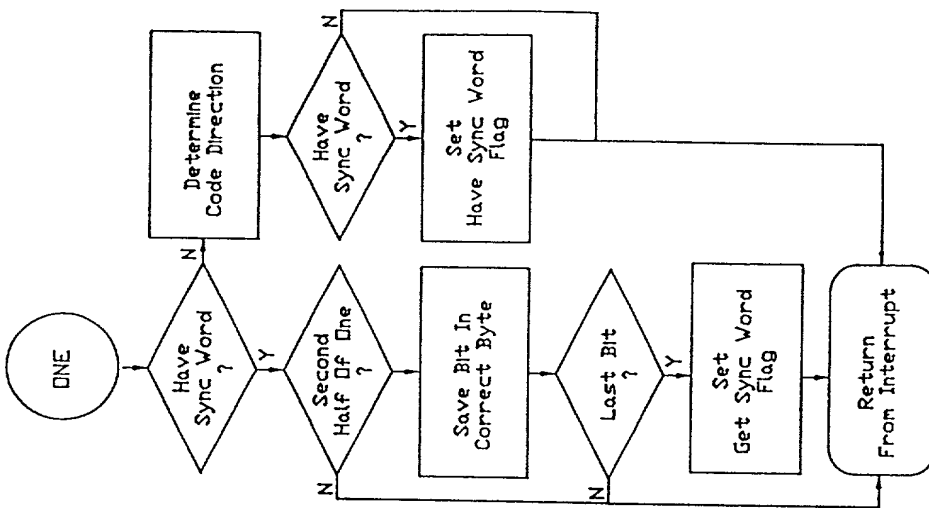 ONE
Have
Sync Word
?
N
Y
Determine
Code Direction
Have
Sync Word
?
N
Y
Set
Have Sync Word
Flag
Second
Half Of One
?
N
Save Bit In
Correct Byte
Last Bit
?
N
Y
Set
Get Sync Word
Flag
Return
From Interrupt